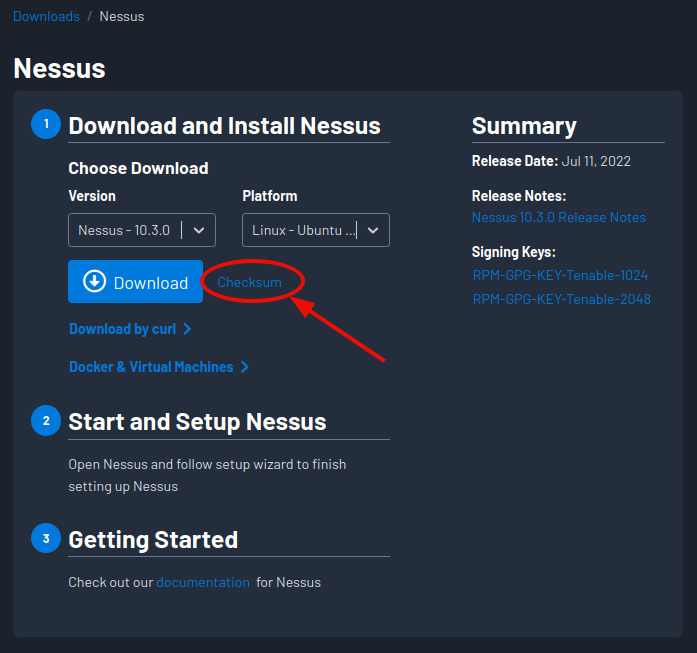 Downloads / Nessus
Nessus
1 Download and Install Nessus
Choose Download
Version Platform
Nessus - 10.3.0 Linux - Ubuntu ...
Download Checksum
Download by curl
Docker & Virtual Machines
2 Start and Setup Nessus
Open Nessus and follow setup wizard to finish
setting up Nessus
3 Getting Started
Check out our documentation for Nessus
Summary
Release Date: Jul 11, 2022
Release Notes:
Nessus 10.3.0 Release Notes
Signing Keys:
RPM-GPG-KEY-Tenable-1024
RPM-GPG-KEY-Tenable-2048